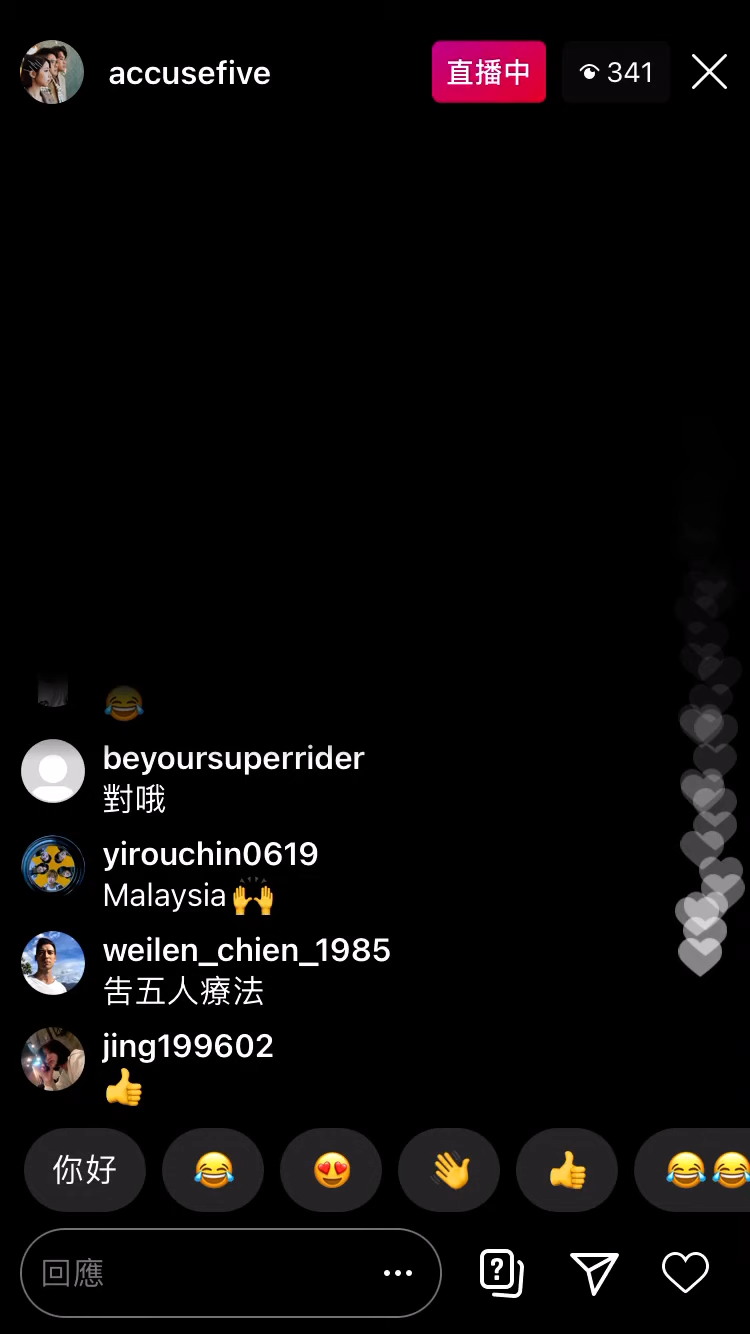 accusefive
直播中
341
beyoursuperrider
對哦
yirouchin0619
Malaysia🙌
weilen_chien_1985
告五人療法
jing199602
👍
你好
回應